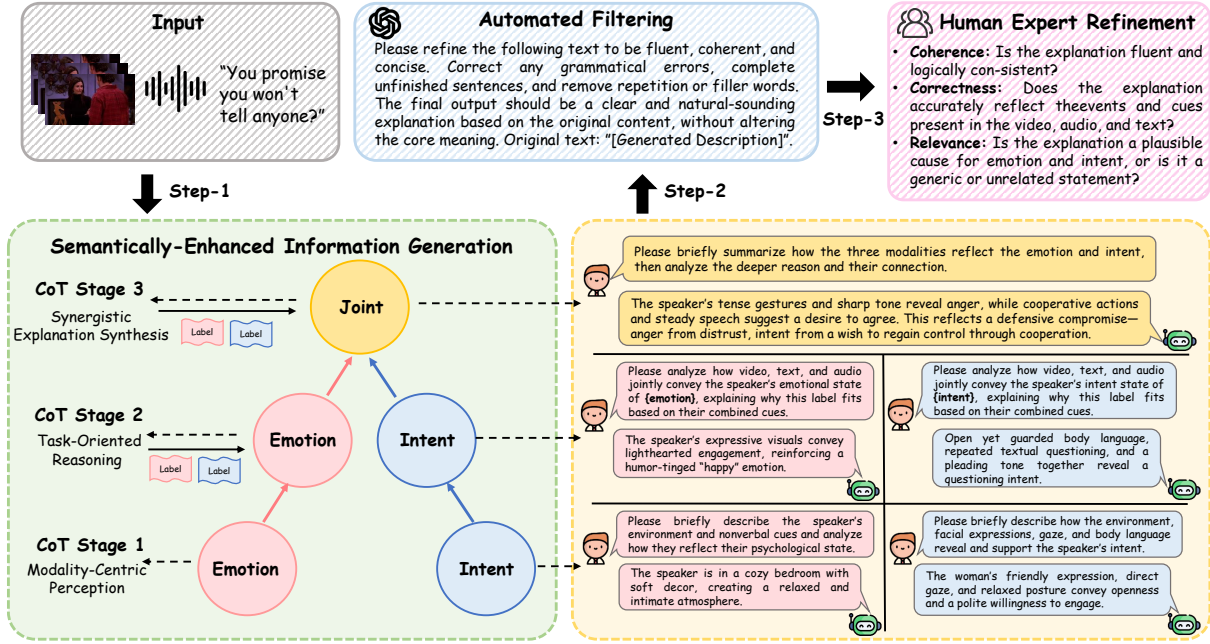 Input
"You promise
you won't
tell anyone?"
Automated Filtering
Please refine the following text to be fluent, coherent, and
concise. Correct any grammatical errors, complete
unfinished sentences, and remove repetition or filler words.
The final output should be a clear and natural-sounding
explanation based on the original content, without altering
the core meaning. Original text: "[Generated Description]".
Step-3
Human Expert Refinement
• Coherence: Is the explanation fluent and
logically con-sistent?
• Correctness: Does the explanation
accurately reflect theevents and cues
present in the video, audio, and text?
• Relevance: Is the explanation a plausible
cause for emotion and intent, or is it a
generic or unrelated statement?
Step-1
Step-2
Semantically-Enhanced Information Generation
CoT Stage 3
Synergistic
Explanation Synthesis
Label
Label
Joint
CoT Stage 2
Task-Oriented
Reasoning
Label
Label
Emotion
Intent
CoT Stage 1
Modality-Centric
Perception
Emotion
Intent
Please briefly summarize how the three modalities reflect the emotion and intent,
then analyze the deeper reason and their connection.
The speaker's tense gestures and sharp tone reveal anger, while cooperative actions
and steady speech suggest a desire to agree. This reflects a defensive compromise—
anger from distrust, intent from a wish to regain control through cooperation.
Please analyze how video, text, and audio
jointly convey the speaker's emotional state
of {emotion}, explaining why this label fits
based on their combined cues.
The speaker's expressive visuals convey
lighthearted engagement, reinforcing a
humor-tinged "happy" emotion.
Please analyze how video, text, and audio
jointly convey the speaker's intent state of
{intent}, explaining why this label fits
based on their combined cues.
Open yet guarded body language,
repeated textual questioning, and a
pleading tone together reveal a
questioning intent.
Please briefly describe the speaker's
environment and nonverbal cues and analyze
how they reflect their psychological state.
The speaker is in a cozy bedroom with
soft decor, creating a relaxed and
intimate atmosphere.
Please briefly describe how the environment,
facial expressions, gaze, and body language
reveal and support the speaker's intent.
The woman's friendly expression, direct
gaze, and relaxed posture convey openness
and a polite willingness to engage.